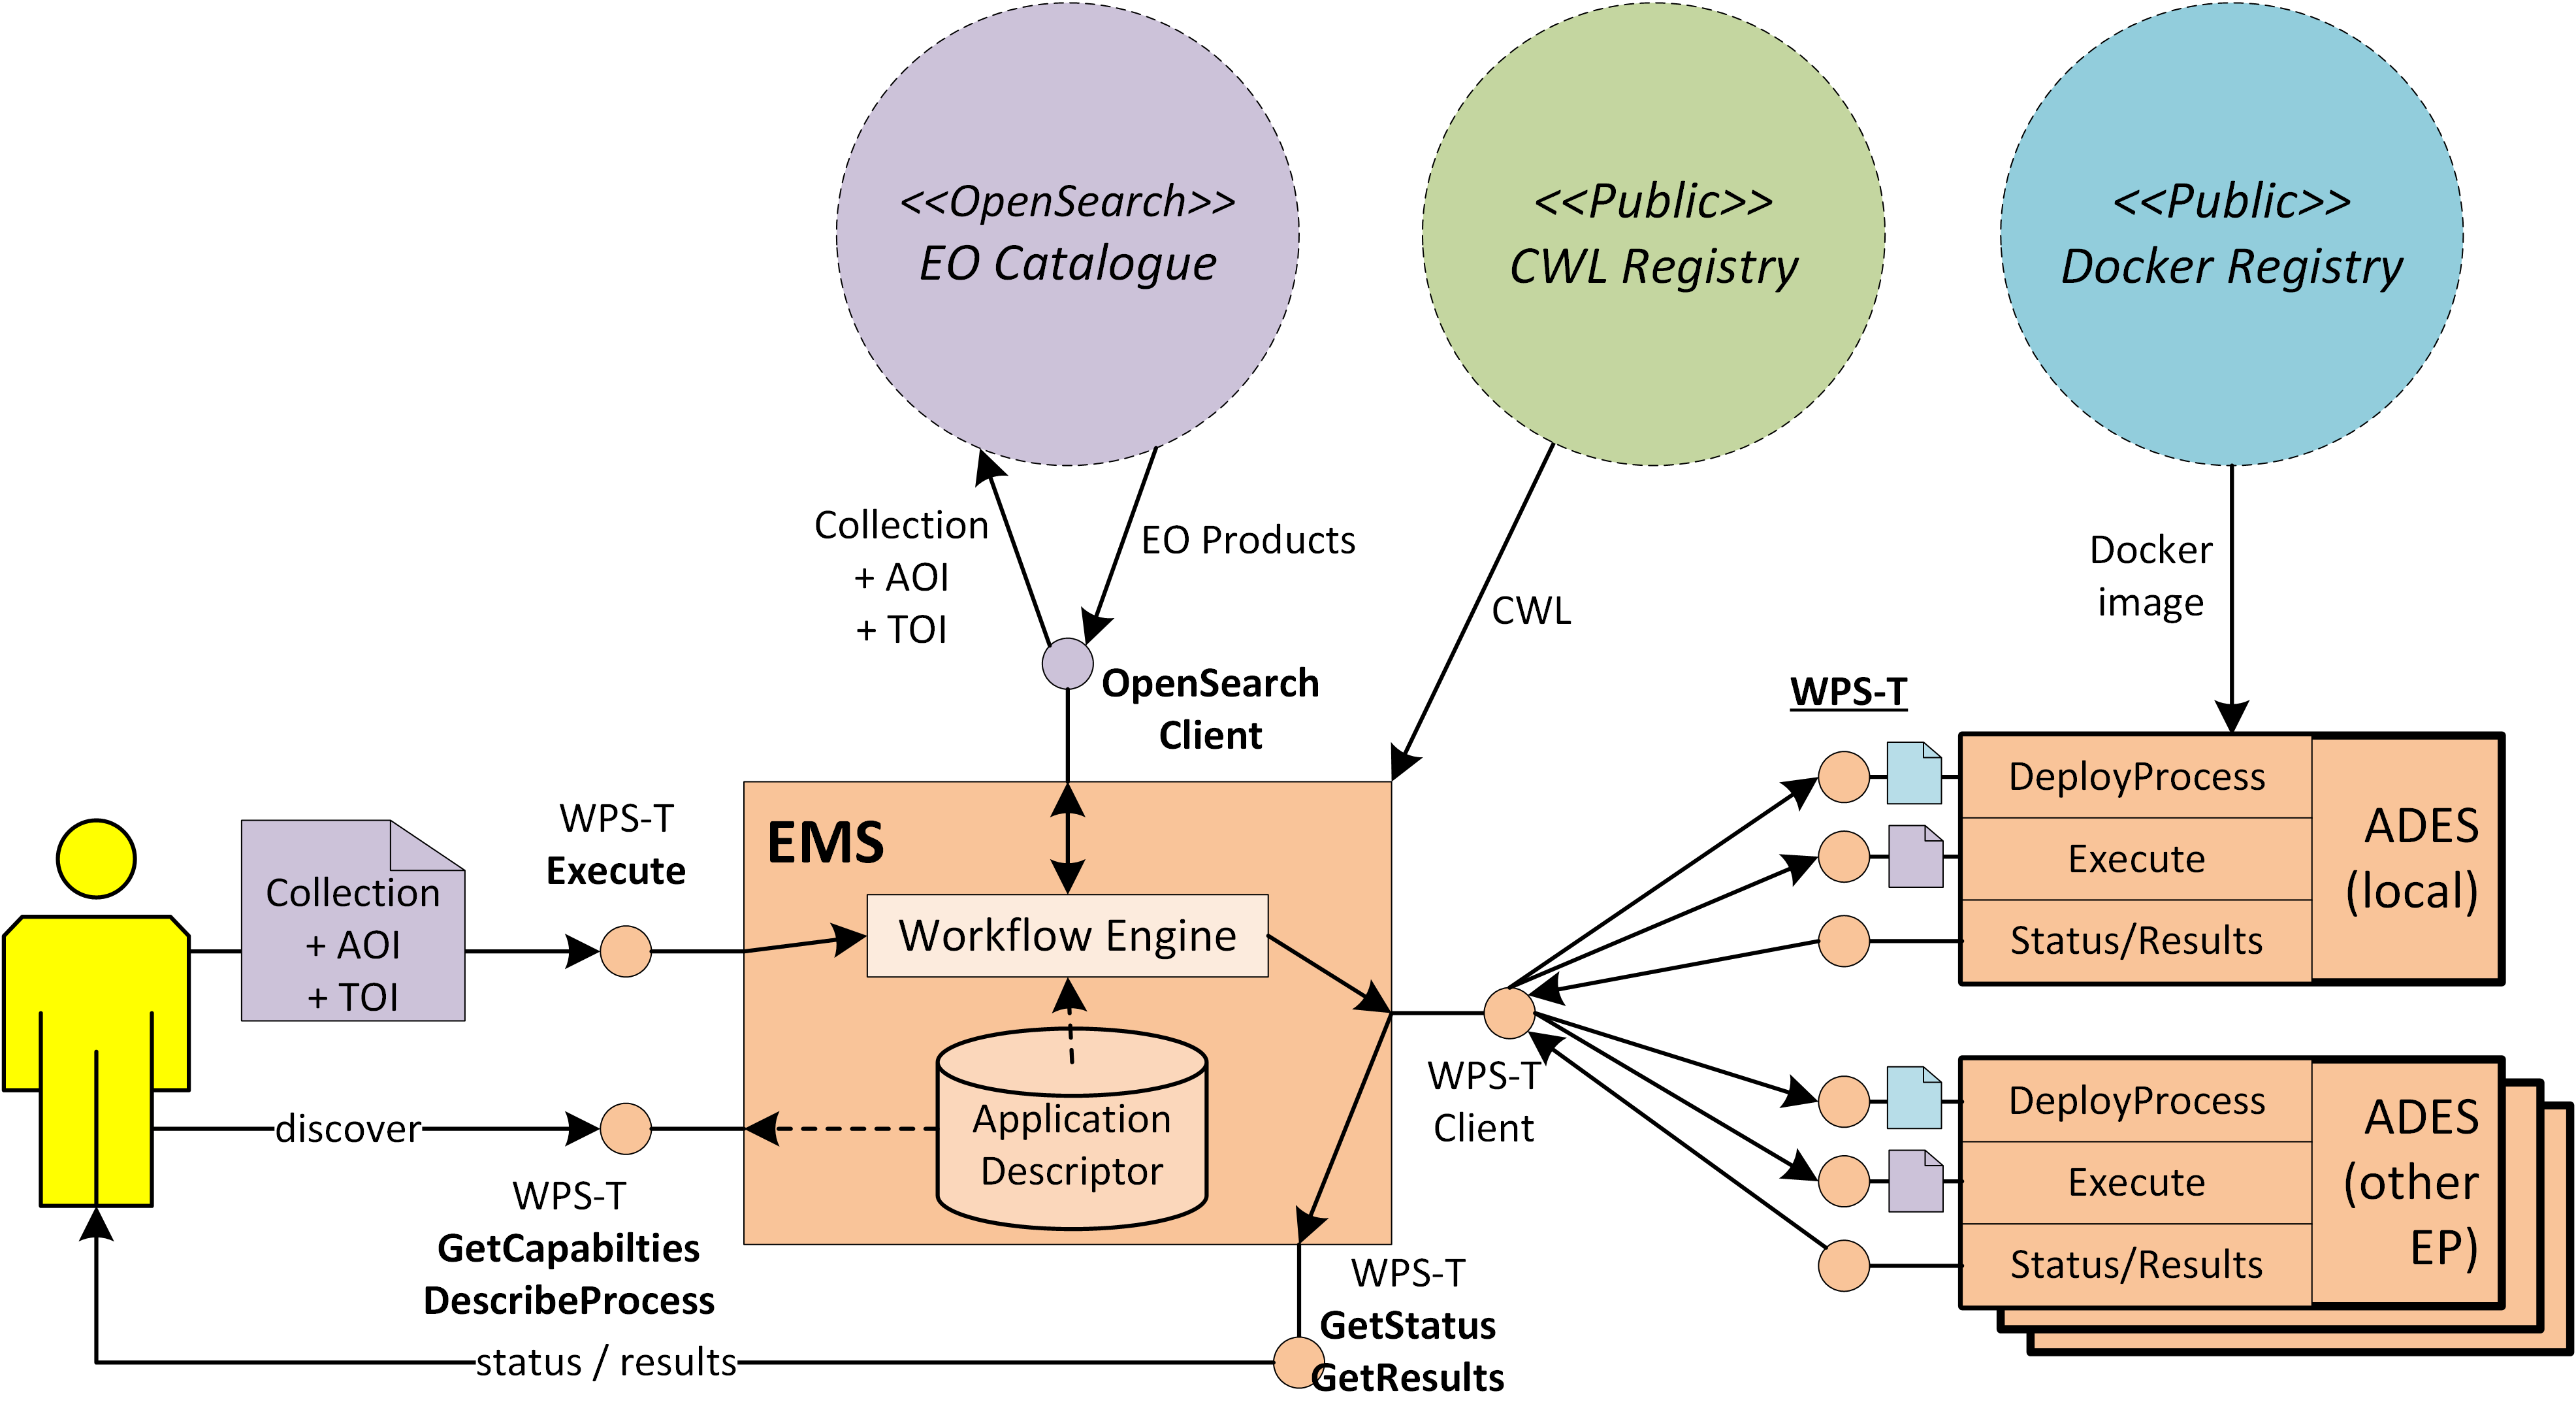 <<OpenSearch>>
EO Catalogue
<<Public>>
CWL Registry
<<Public>>
Docker Registry
Collection
+ AOI
+ TOI
EO Products
CWL
Docker
image
OpenSearch
Client
WPS-T
Collection
+ AOI
+ TOI
WPS-T
Execute
EMS
Workflow Engine
Application
Descriptor
discover
WPS-T
GetCapabilties
DescribeProcess
status / results
WPS-T
GetStatus
GetResults
WPS-T
Client
DeployProcess
Execute
Status/Results
ADES
(local)
DeployProcess
Execute
Status/Results
ADES
(other
EP)